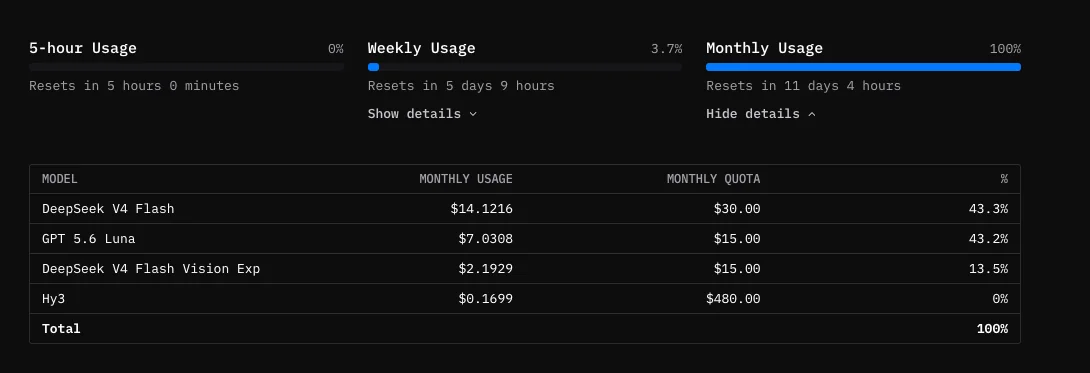 5-hour Usage 0% Weekly Usage 3.7% Monthly Usage 100%
Resets in 5 hours 0 minutes Resets in 5 days 9 hours Resets in 11 days 4 hours
Show details Hide details
MODEL MONTHLY USAGE MONTHLY QUOTA %
DeepSeek V4 Flash $14.1216 $30.00 43.3%
GPT 5.6 Luna $7.0308 $15.00 43.2%
DeepSeek V4 Flash Vision Exp $2.1929 $15.00 13.5%
Hy3 $0.1699 $480.00 0%
Total 100%